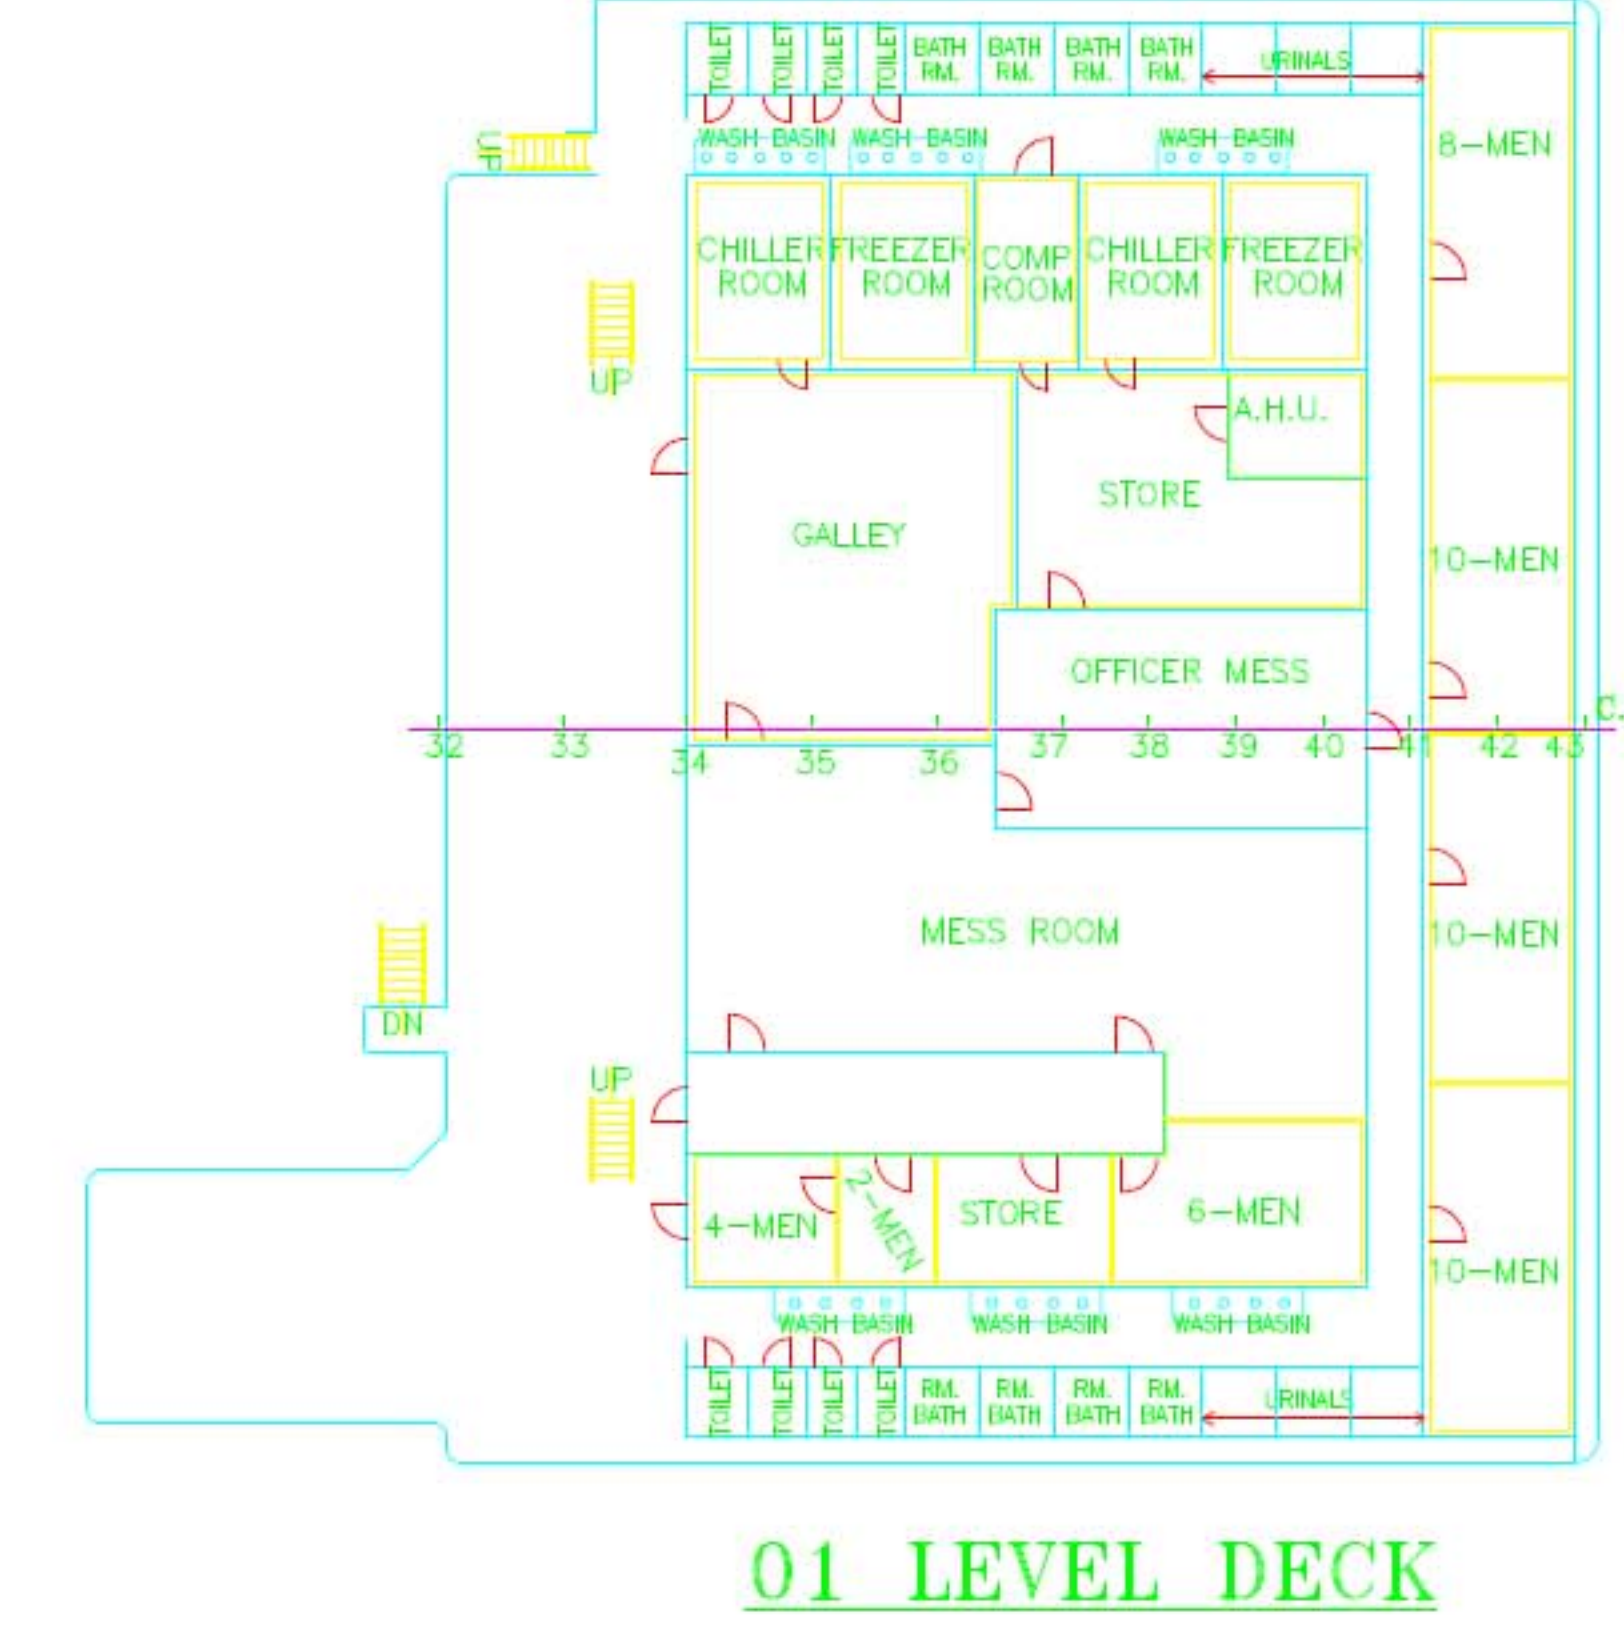 TOILET TOILET TOILET TOILET
BATH RM.
BATH RM.
BATH RM.
BATH RM.
URINALS
UP
WASH BASIN
WASH BASIN
WASH BASIN
8-MEN
CHILLER ROOM
FREEZER ROOM
COMP ROOM
CHILLER ROOM
FREEZER ROOM
UP
A.H.U.
STORE
GALLEY
10-MEN
OFFICER MESS
C.
32 33 34 35 36 37 38 39 40 41 42 43
MESS ROOM
10-MEN
DN
UP
4-MEN
2-MEN
STORE
6-MEN
10-MEN
WASH BASIN
WASH BASIN
WASH BASIN
TOILET TOILET TOILET TOILET
RM. BATH
RM. BATH
RM. BATH
RM. BATH
URINALS
01 LEVEL DECK